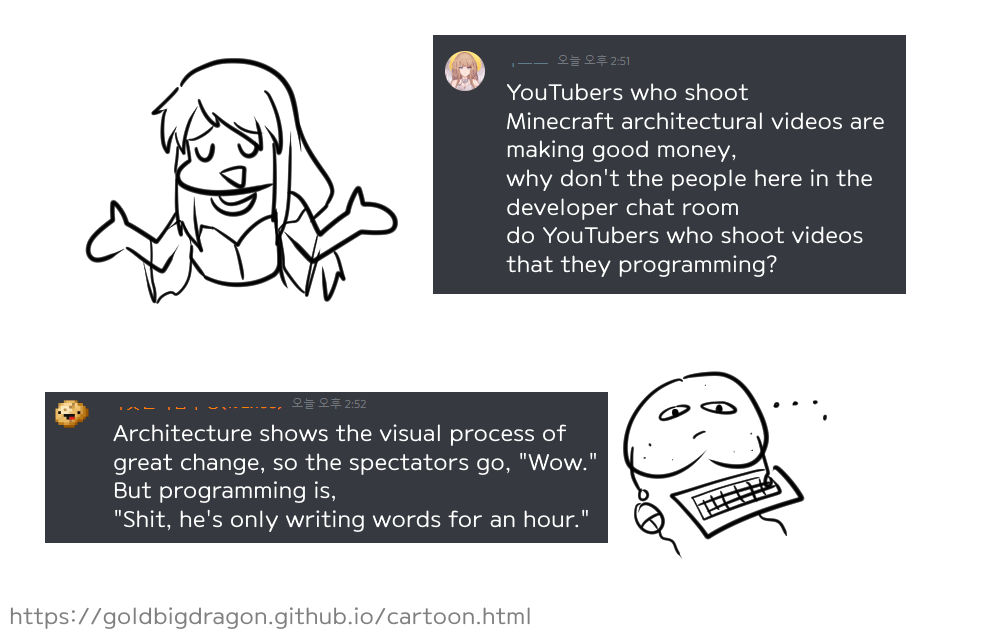 오늘 오후 2:51
YouTubers who shoot
Minecraft architectural videos are
making good money,
why don't the people here in the
developer chat room
do YouTubers who shoot videos
that they programming?
오늘 오후 2:52
Architecture shows the visual process of
great change, so the spectators go, "Wow."
But programming is,
"Shit, he's only writing words for an hour."
https://goldbigdragon.github.io/cartoon.html